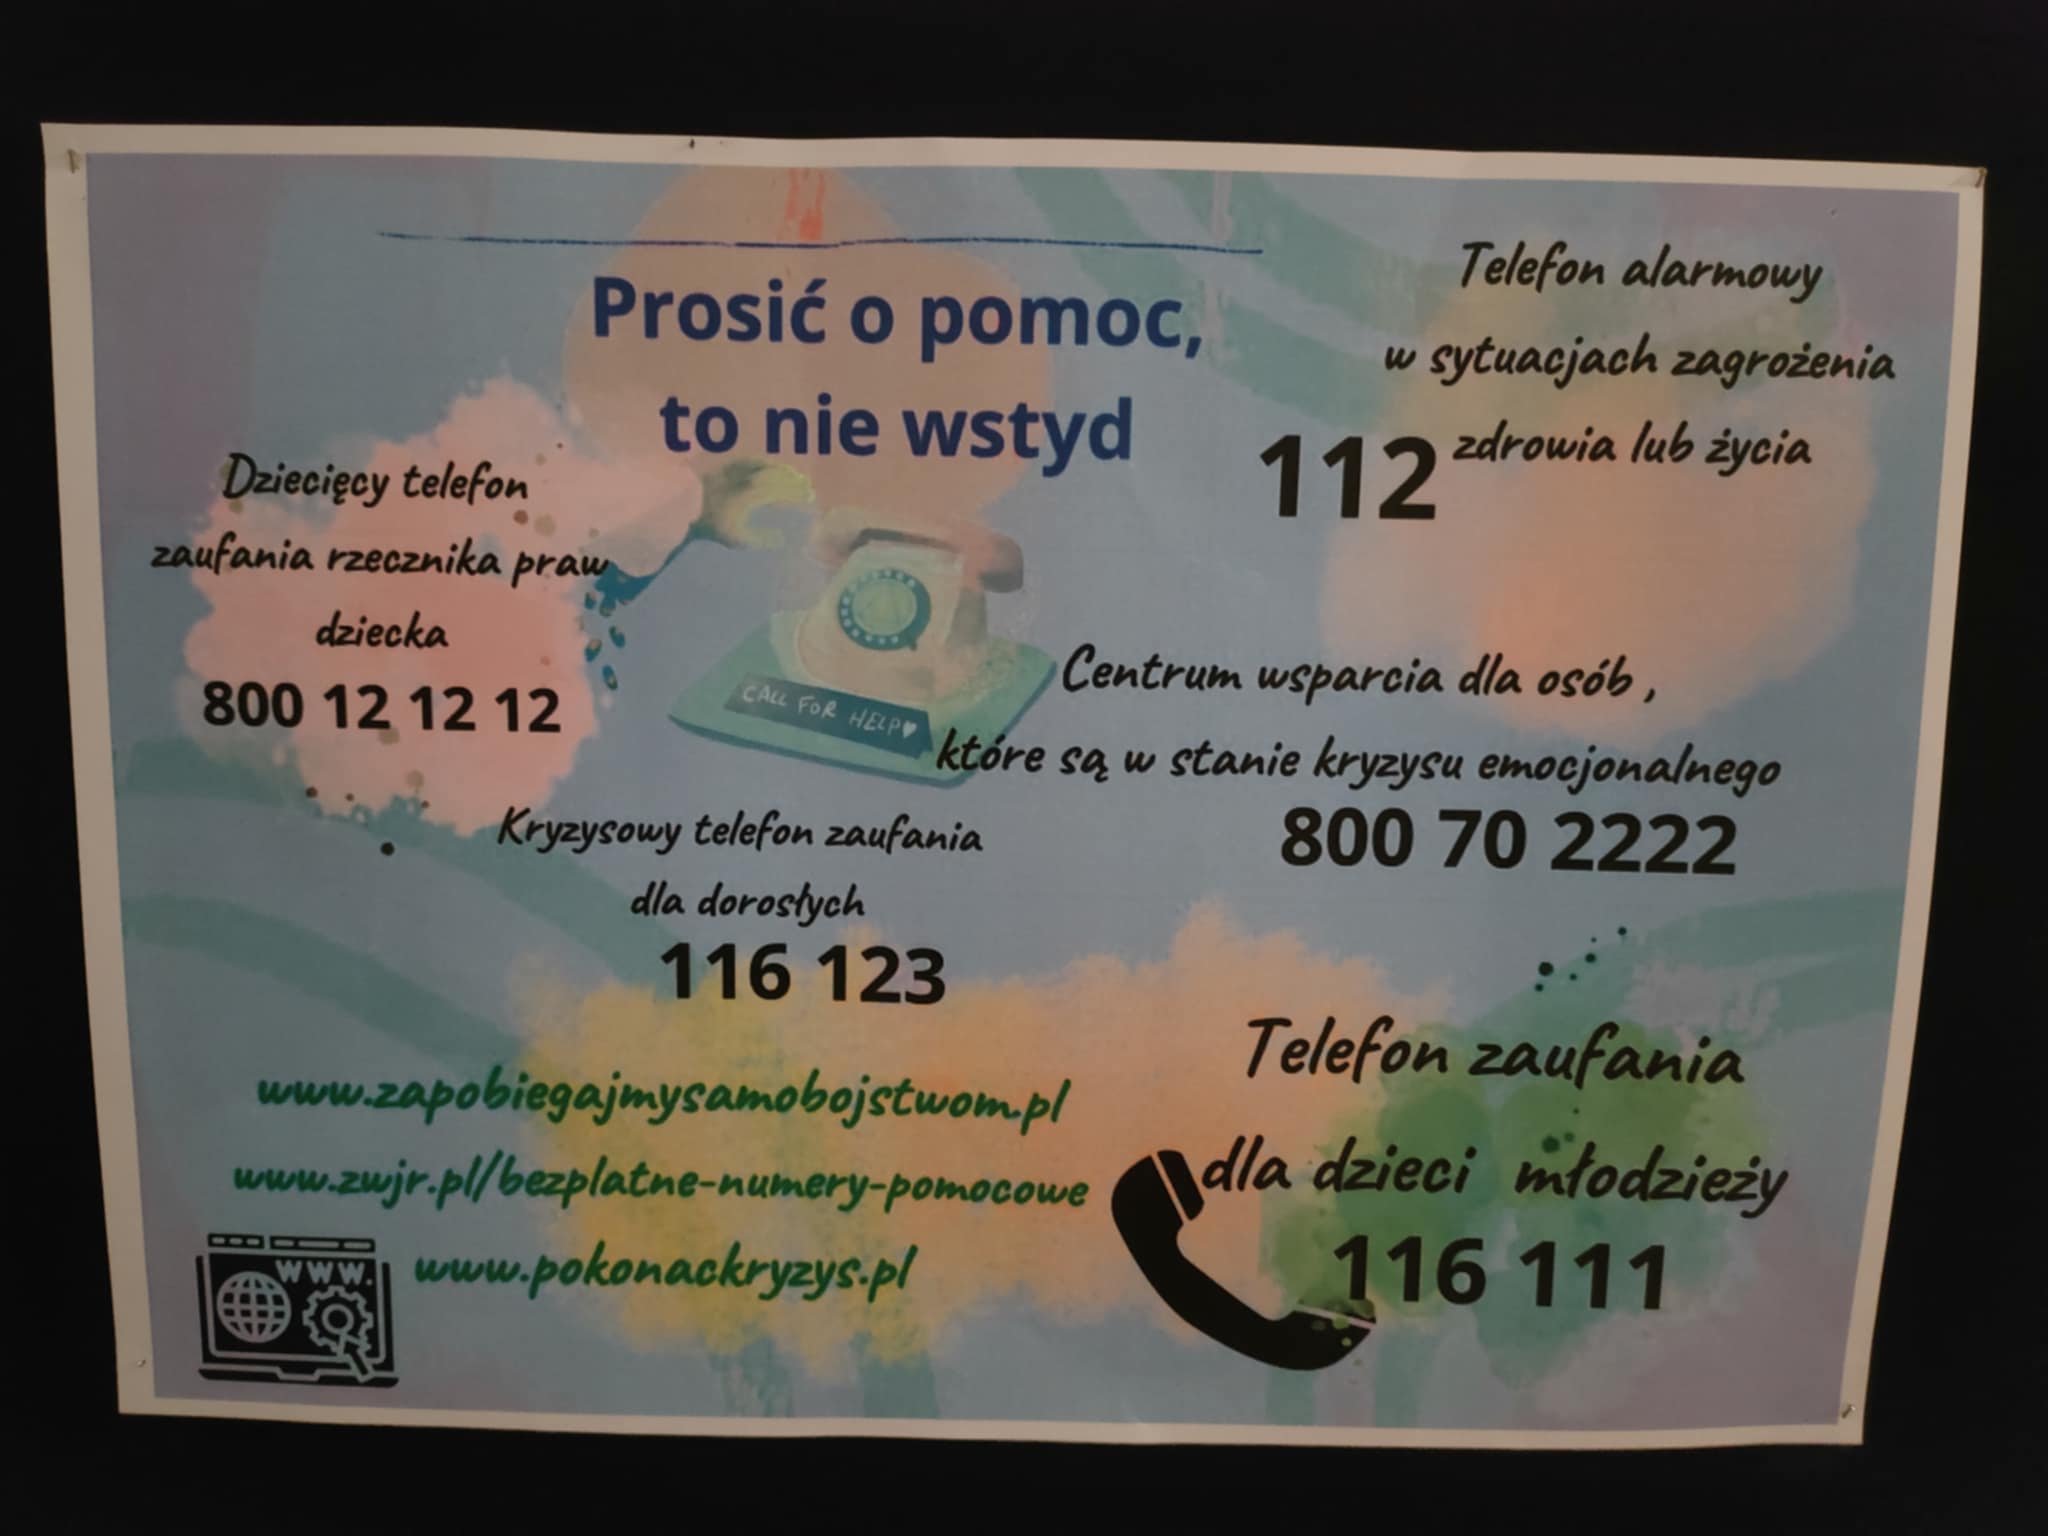 Prosić o pomoc,
to nie wstyd
Telefon alarmowy
w sytuacjach zagrożenia
zdrowia lub życia
112
Dziecięcy telefon
zaufania rzecznika praw
dziecka
800 12 12 12
CALL FOR HELP♥
Centrum wsparcia dla osób ,
które są w stanie kryzysu emocjonalnego
800 70 2222
Kryzysowy telefon zaufania
dla dorosłych
116 123
www.zapobiegajmysamobojstwom.pl
www.zwjr.pl/bezplatne-numery-pomocowe
www.pokonackryzys.pl
WWW.
Telefon zaufania
dla dzieci młodzieży
116 111